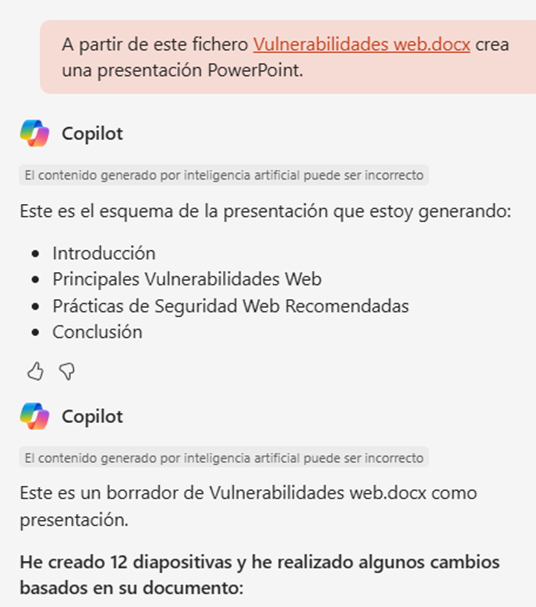 A partir de este fichero Vulnerabilidades web.docx crea
una presentación PowerPoint.
Copilot
El contenido generado por inteligencia artificial puede ser incorrecto
Este es el esquema de la presentación que estoy generando:
• Introducción
• Principales Vulnerabilidades Web
• Prácticas de Seguridad Web Recomendadas
• Conclusión
Copilot
El contenido generado por inteligencia artificial puede ser incorrecto
Este es un borrador de Vulnerabilidades web.docx como
presentación.
He creado 12 diapositivas y he realizado algunos cambios
basados en su documento: